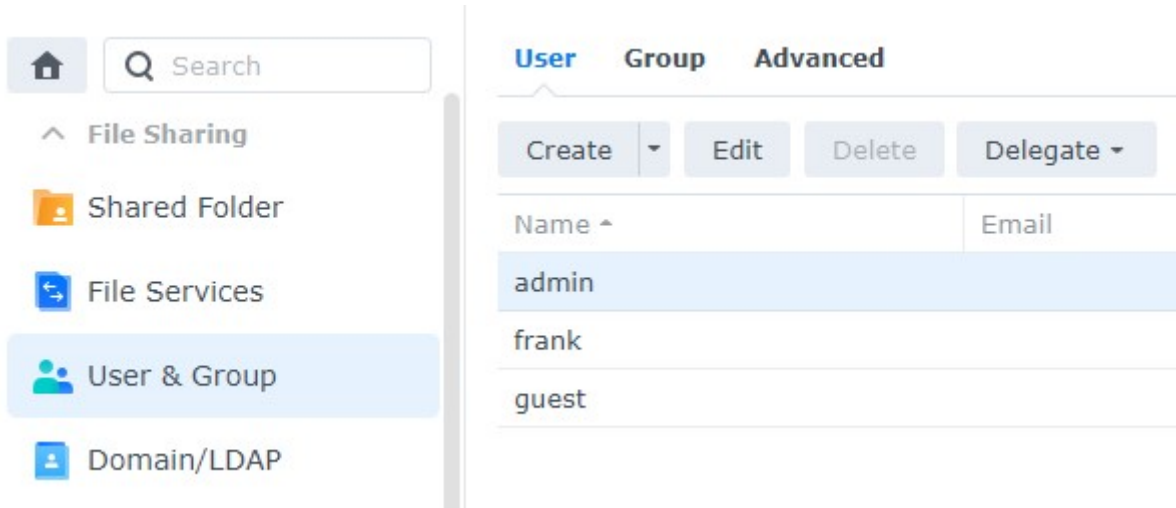 Search
File Sharing
Shared Folder
File Services
User & Group
Domain/LDAP
User Group Advanced
Create Edit Delete Delegate
Name Email
admin
frank
guest